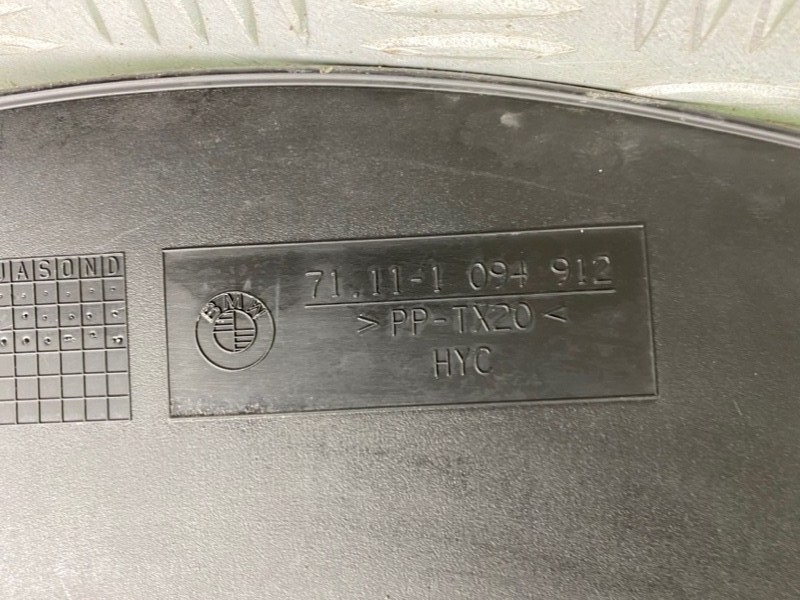 JASOND
BMW
71.11-1 094 912
>PP-TX20<
HYC